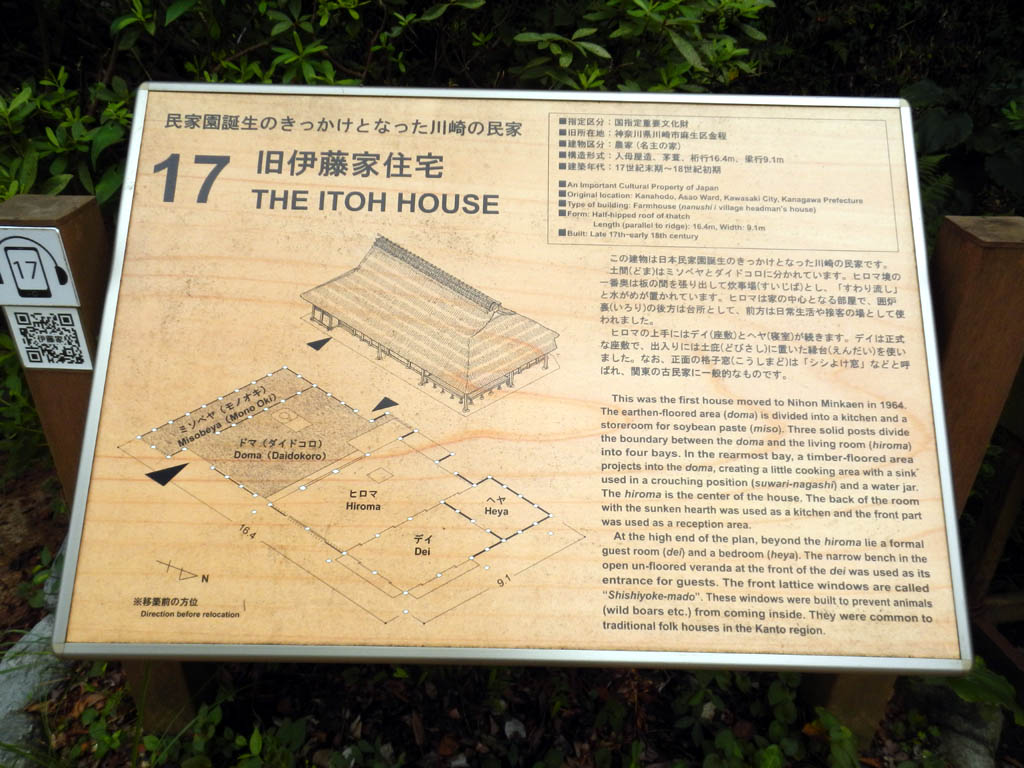 民家園誕生のきっかけとなった川崎の民家
17
旧伊藤家住宅
THE ITOH HOUSE
■指定区分：国指定重要文化財
■旧所在地：神奈川県川崎市麻生区金程
■建物区分：農家（名主の家）
■構造形式：入母屋造、茅葺、桁行16.4m、梁行9.1m
■建築年代：17世紀末期～18世紀初期
■An Important Cultural Property of Japan
■Original location: Kanahodo, Asao Ward, Kawasaki City, Kanagawa Prefecture
■Type of building: Farmhouse (nanushi / village headman's house)
■Form: Half-hipped roof of thatch
Length (parallel to ridge): 16.4m, Width: 9.1m
■Built: Late 17th-early 18th century
この建物は日本民家園誕生のきっかけとなった川崎の民家です。
土間(どま)はミソベヤとダイドコロに分かれています。ヒロマ境の
一番奥は板の間を張り出して炊事場(すいじば)とし、「すわり流し」
と水がめが置かれています。ヒロマは家の中心となる部屋で、囲炉
裏(いろり)の後方は台所として、前方は日常生活や接客の場として使
われました。
ヒロマの上手にはデイ(座敷)とヘヤ(寝室)が続きます。デイは正式
な座敷で、出入りには土庇(どびさし)に置いた縁台(えんだい)を使い
ました。なお、正面の格子窓(こうしまど)は「シシよけ窓」などと呼
ばれ、関東の古民家に一般的なものです。
This was the first house moved to Nihon Minkaen in 1964.
The earthen-floored area (doma) is divided into a kitchen and a
storeroom for soybean paste (miso). Three solid posts divide
the boundary between the doma and the living room (hiroma)
into four bays. In the rearmost bay, a timber-floored area
projects into the doma, creating a little cooking area with a sink
used in a crouching position (suwari-nagashi) and a water jar.
The hiroma is the center of the house. The back of the room
with the sunken hearth was used as a kitchen and the front part
was used as a reception area.
At the high end of the plan, beyond the hiroma lie a formal
guest room (dei) and a bedroom (heya). The narrow bench in the
open un-floored veranda at the front of the dei was used as its
entrance for guests. The front lattice windows are called
"Shishiyoke-mado". These windows were built to prevent animals
(wild boars etc.) from coming inside. They were common to
traditional folk houses in the Kanto region.
ミソベヤ（モノオキ）
Misobeya (Mono Oki)
ドマ（ダイドコロ）
Doma (Daidokoro)
ヒロマ
Hiroma
ヘヤ
Heya
デイ
Dei
16.4
9.1
N
※移築前の方位
Direction before relocation
17
伊藤家